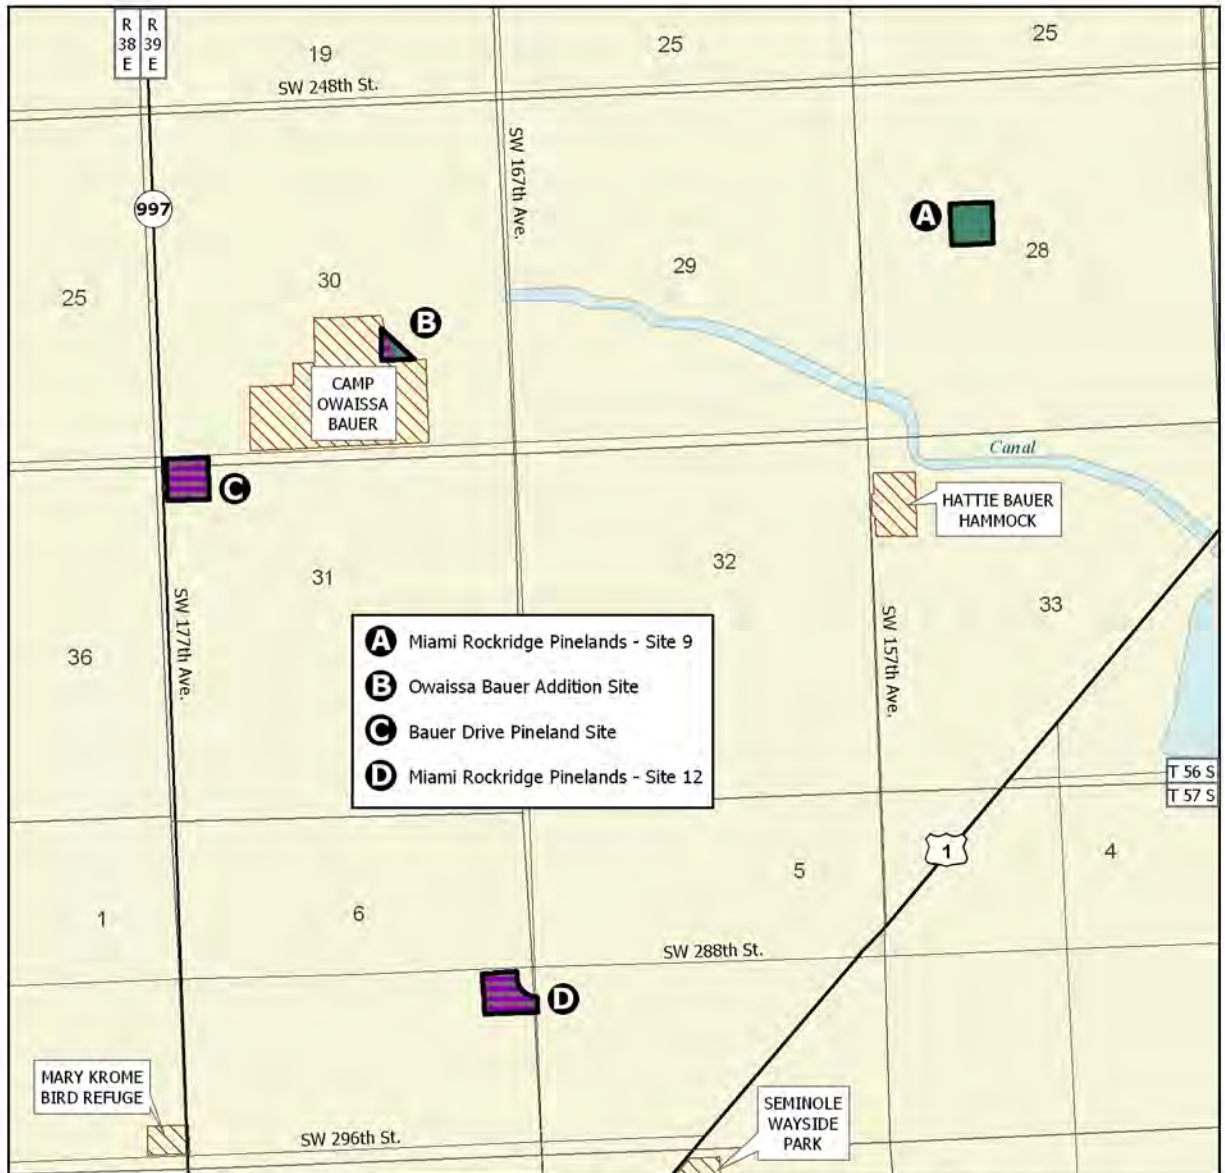 R R
38 39
E E
19
25
25
SW 248th St.
SW 167th Ave.
997
A
28
29
30
25
B
CAMP
OWAISSA
BAUER
Canal
C
HATTIE BAUER
HAMMOCK
32
31
33
SW 177th Ave.
SW 157th Ave.
36
A Miami Rockridge Pinelands - Site 9
B Owaissa Bauer Addition Site
C Bauer Drive Pineland Site
D Miami Rockridge Pinelands - Site 12
T 56 S
T 57 S
1
4
5
6
1
SW 288th St.
D
MARY KROME
BIRD REFUGE
SEMINOLE
WAYSIDE
PARK
SW 296th St.